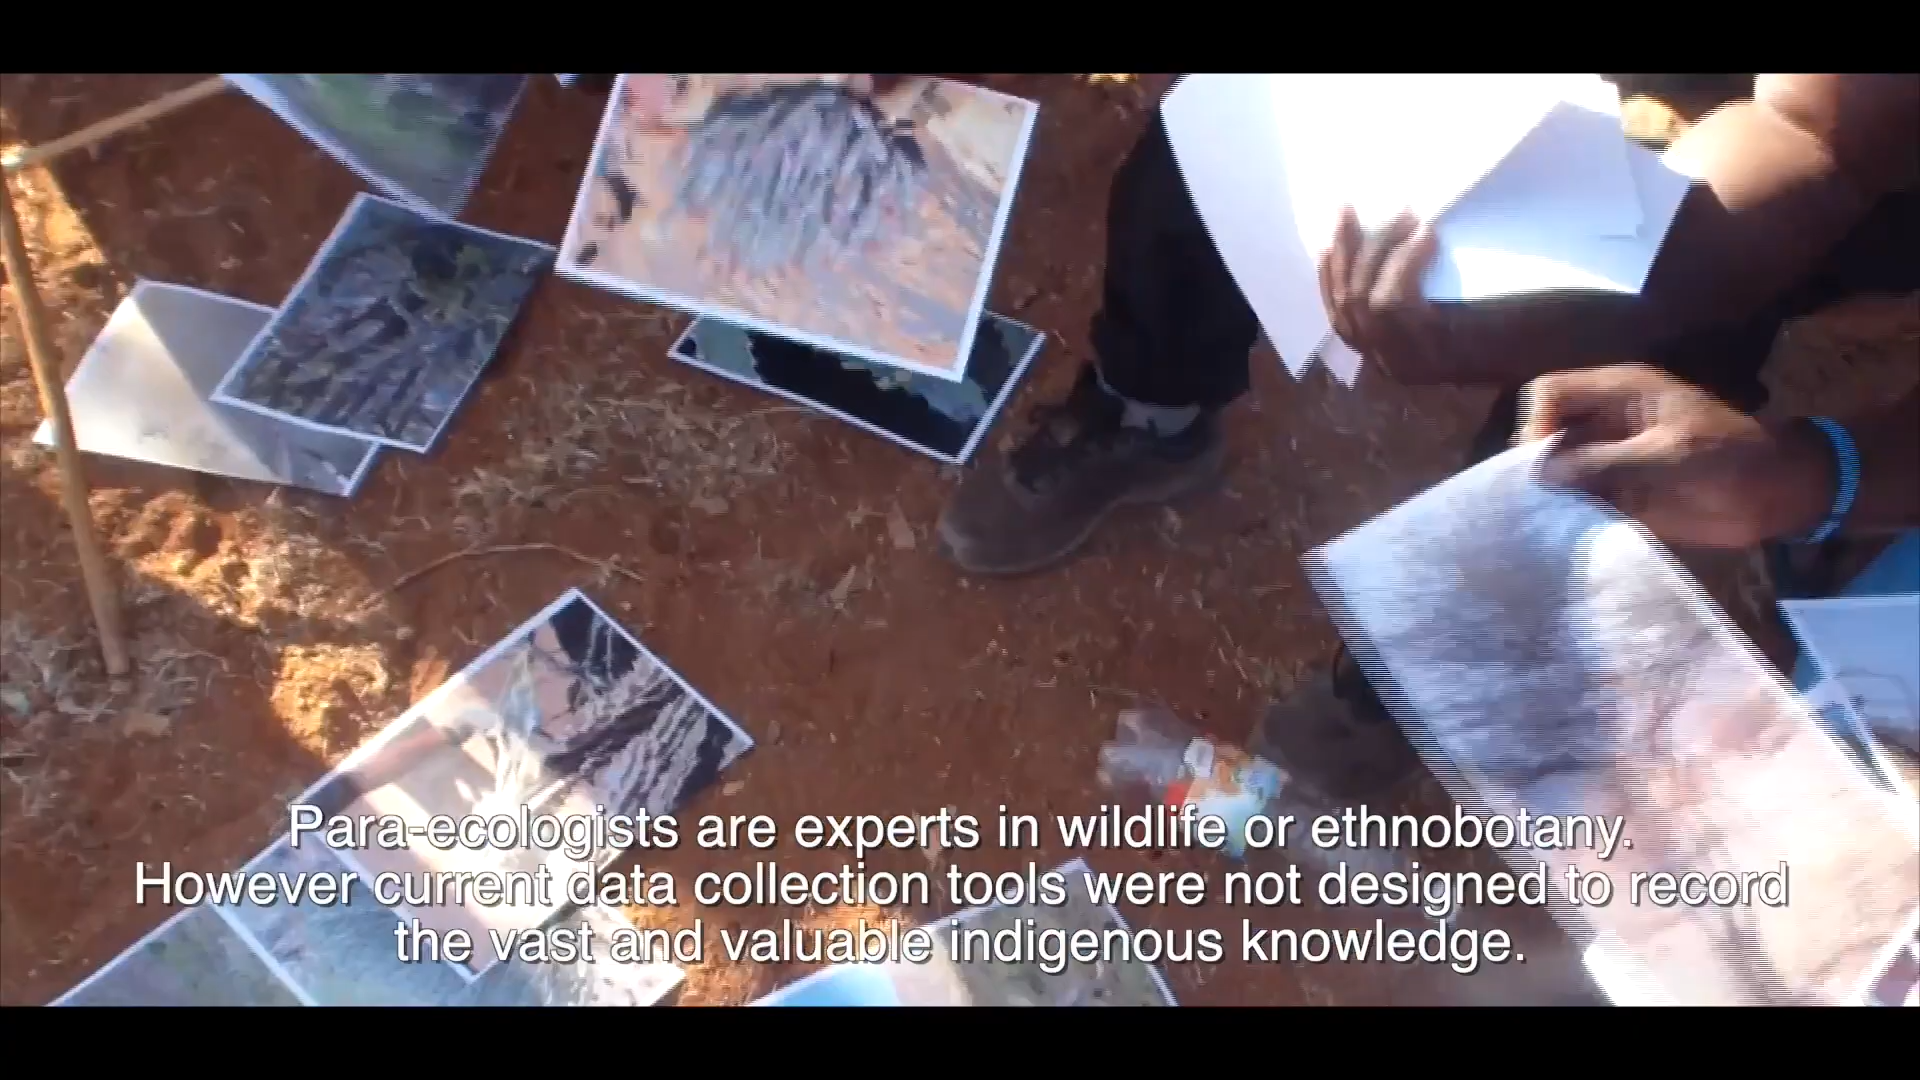 Para-ecologists are experts in wildlife or ethnobotany.
However current data collection tools were not designed to record
the vast and valuable indigenous knowledge.